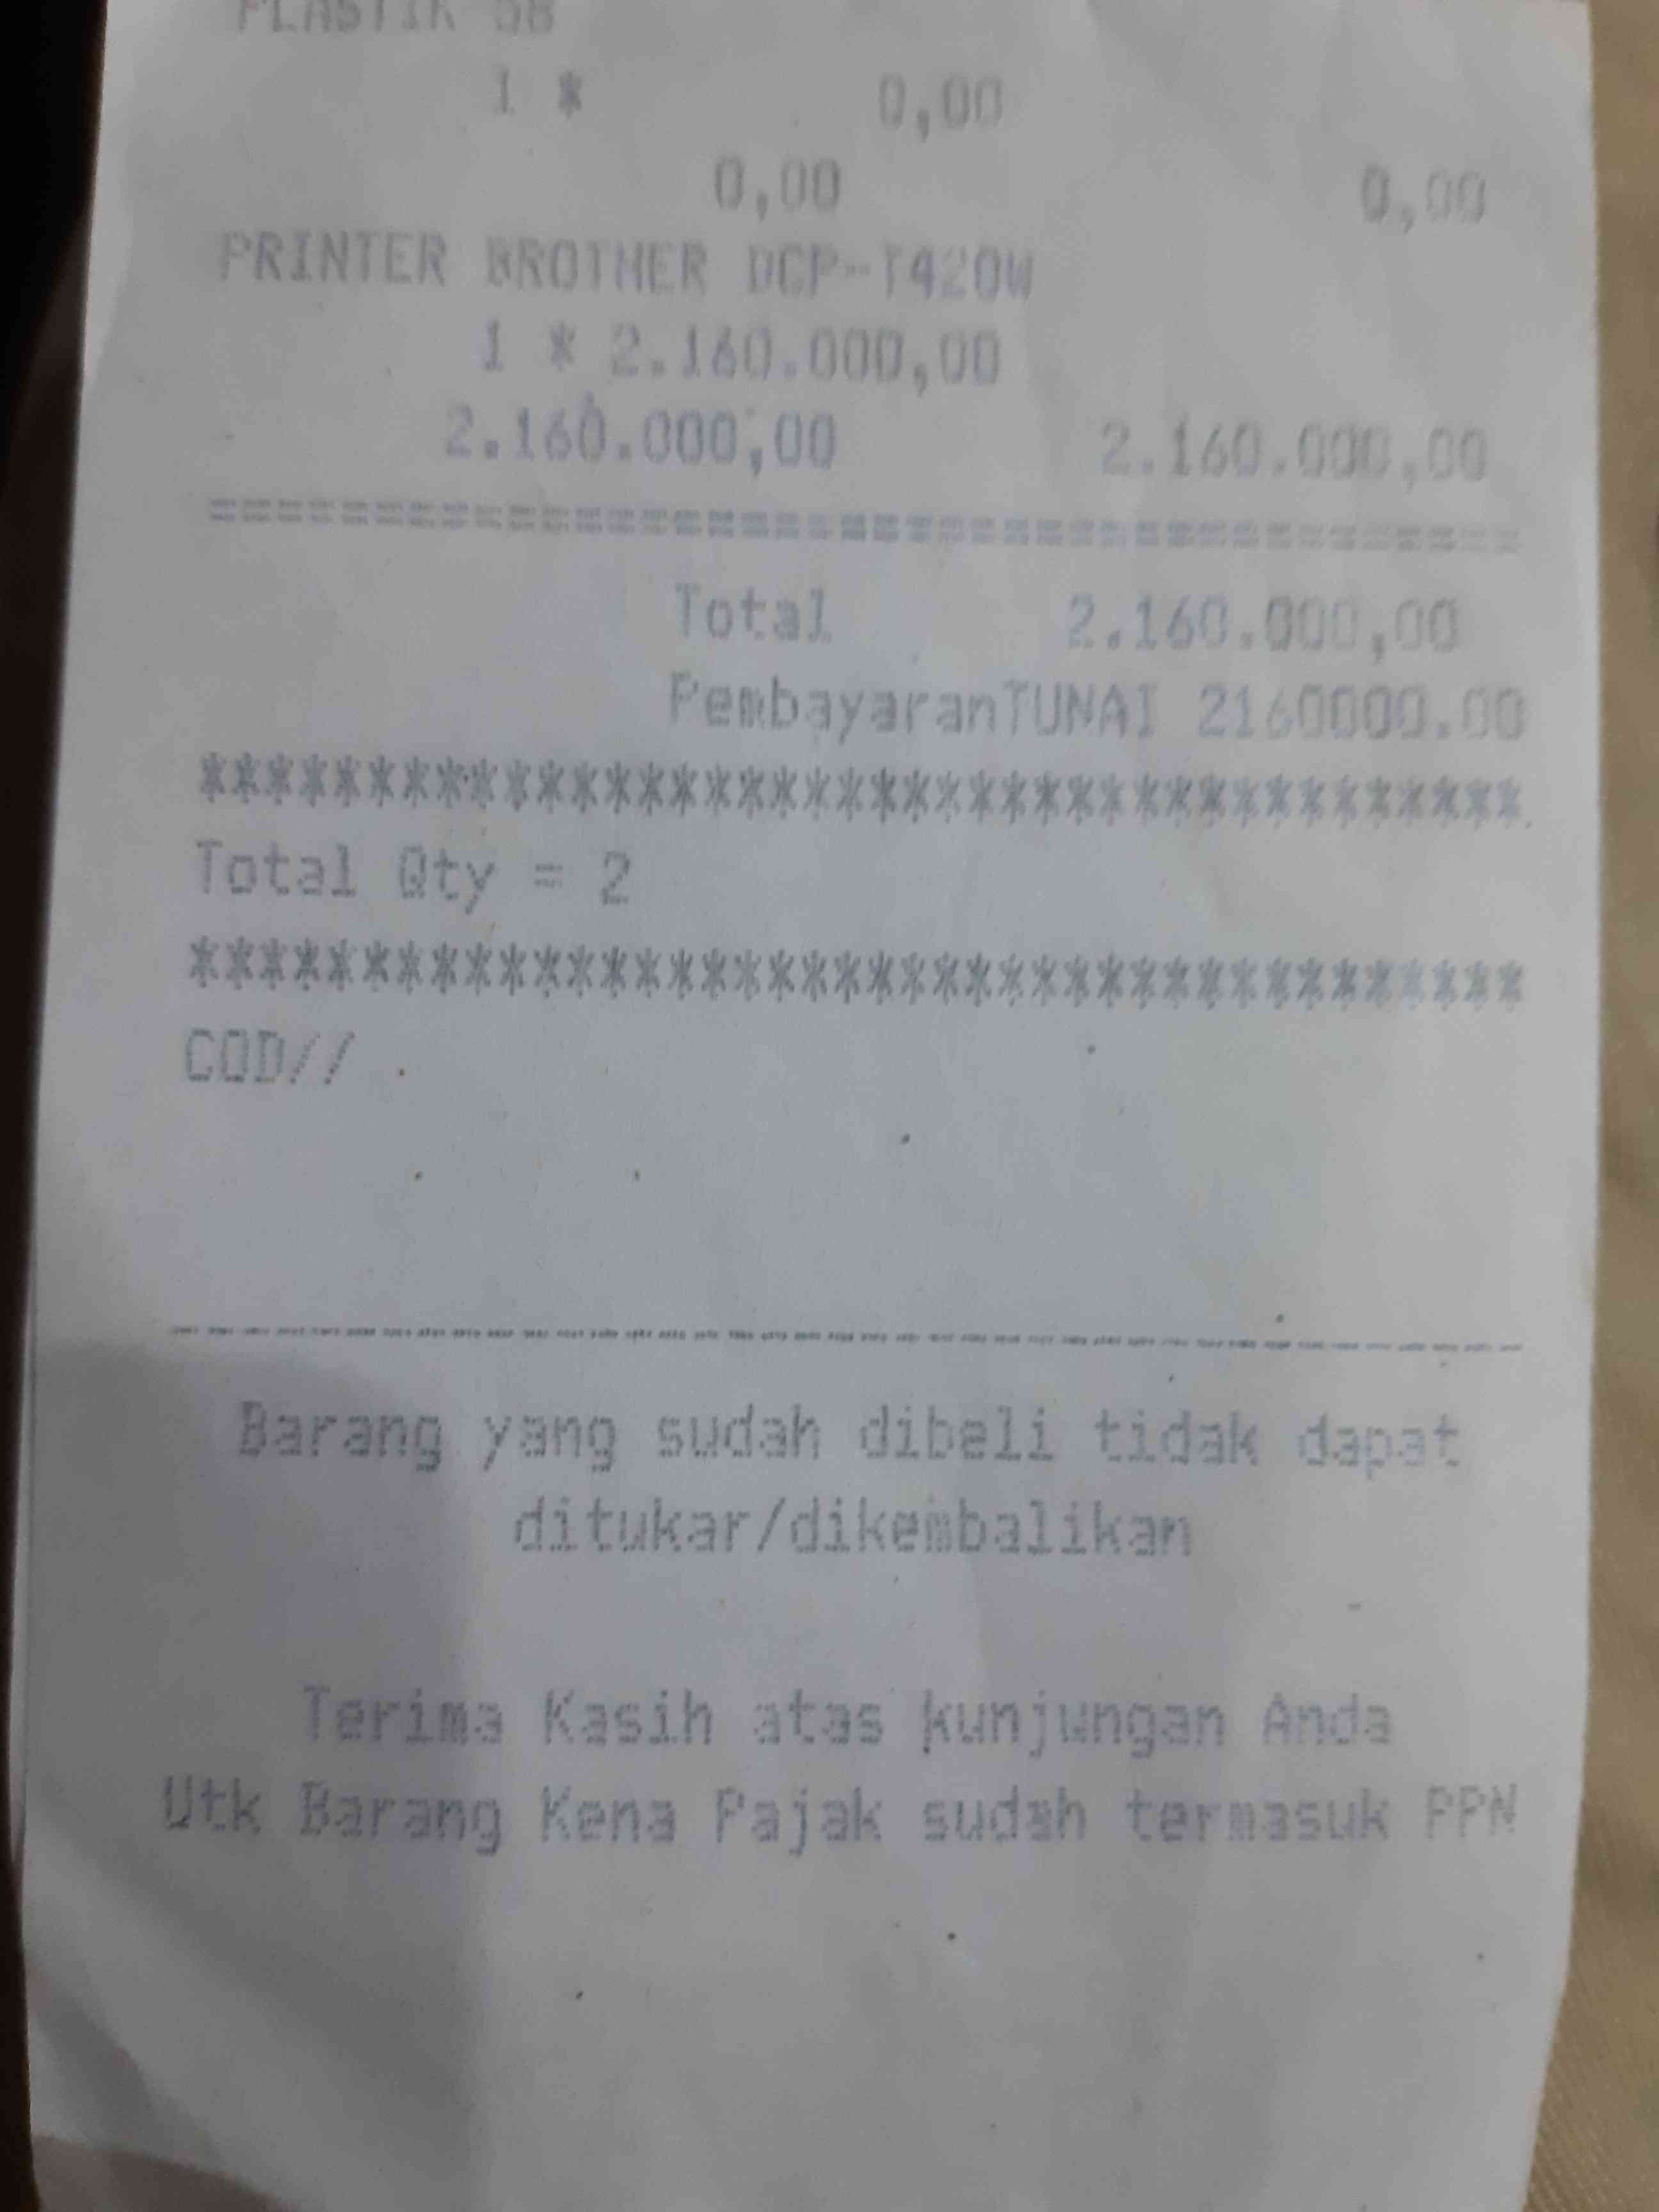 PLASTIK
1 * 0,00
0,00 0,00
PRINTER BROTHER DCP-T420W
1 * 2.160.000,00
2.160.000,00 2.160.000,00
========================================
Total 2.160.000,00
PembayaranTUNAI 2160000.00
****************************************
Total Qty = 2
****************************************
COD//
----------------------------------------
Barang yang sudah dibeli tidak dapat
ditukar/dikembalikan
Terima Kasih atas kunjungan Anda
Utk Barang Kena Pajak sudah termasuk PPN